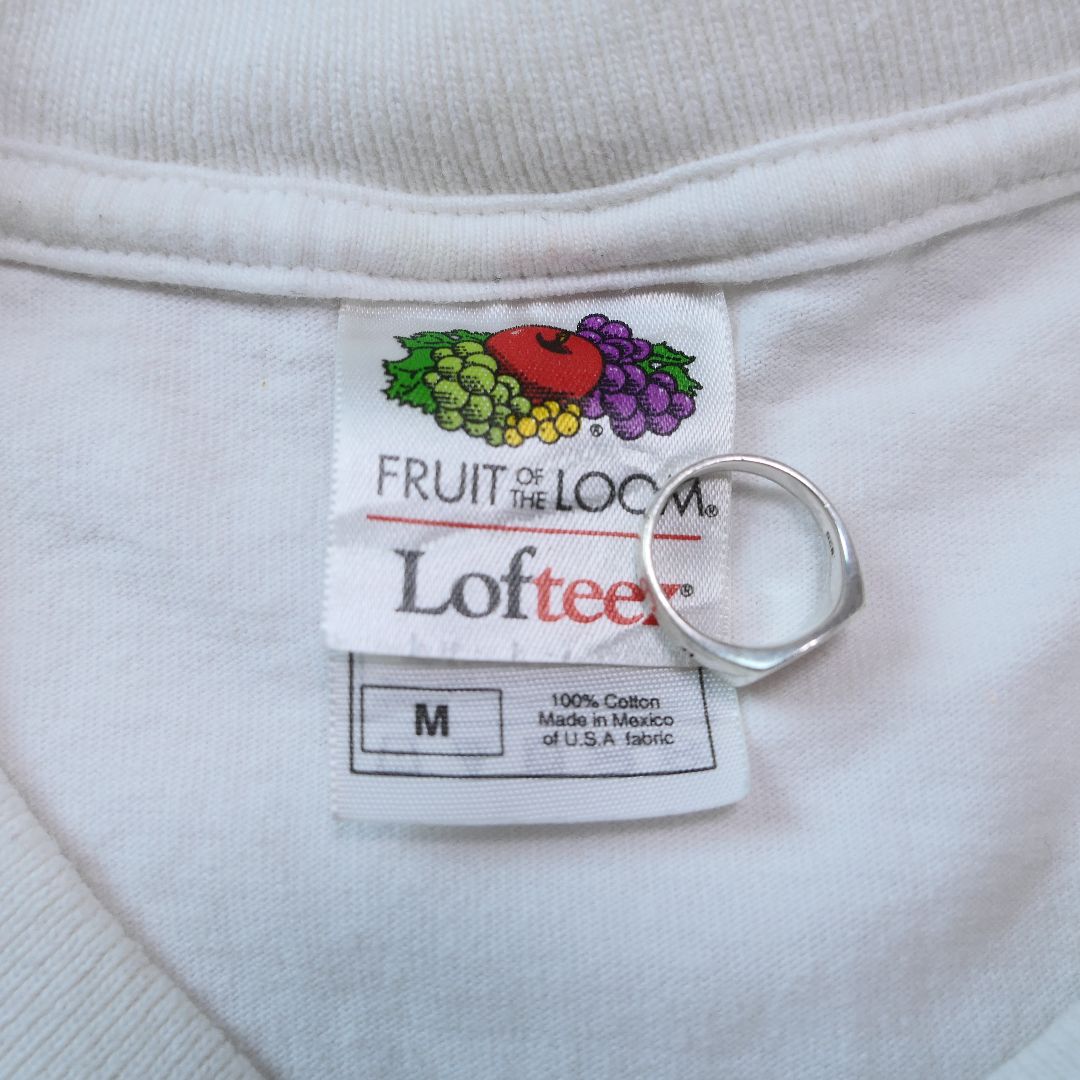 ®
FRUIT OF THE LOOM®
Lofteez®
M
100% Cotton
Made in Mexico
of U.S.A fabric